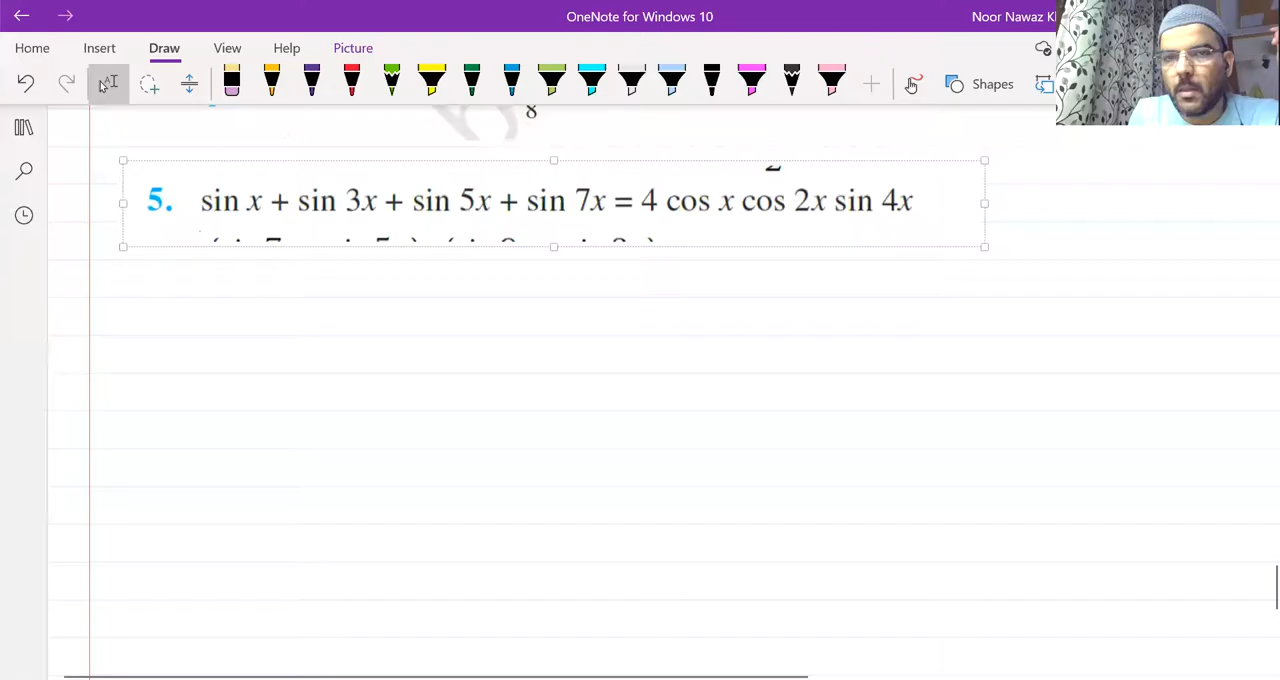 OneNote for Windows 10
Noor Nawaz K
Home Insert Draw View Help Picture
Shapes
8
5. sin x + sin 3x + sin 5x + sin 7x = 4 cos x cos 2x sin 4x